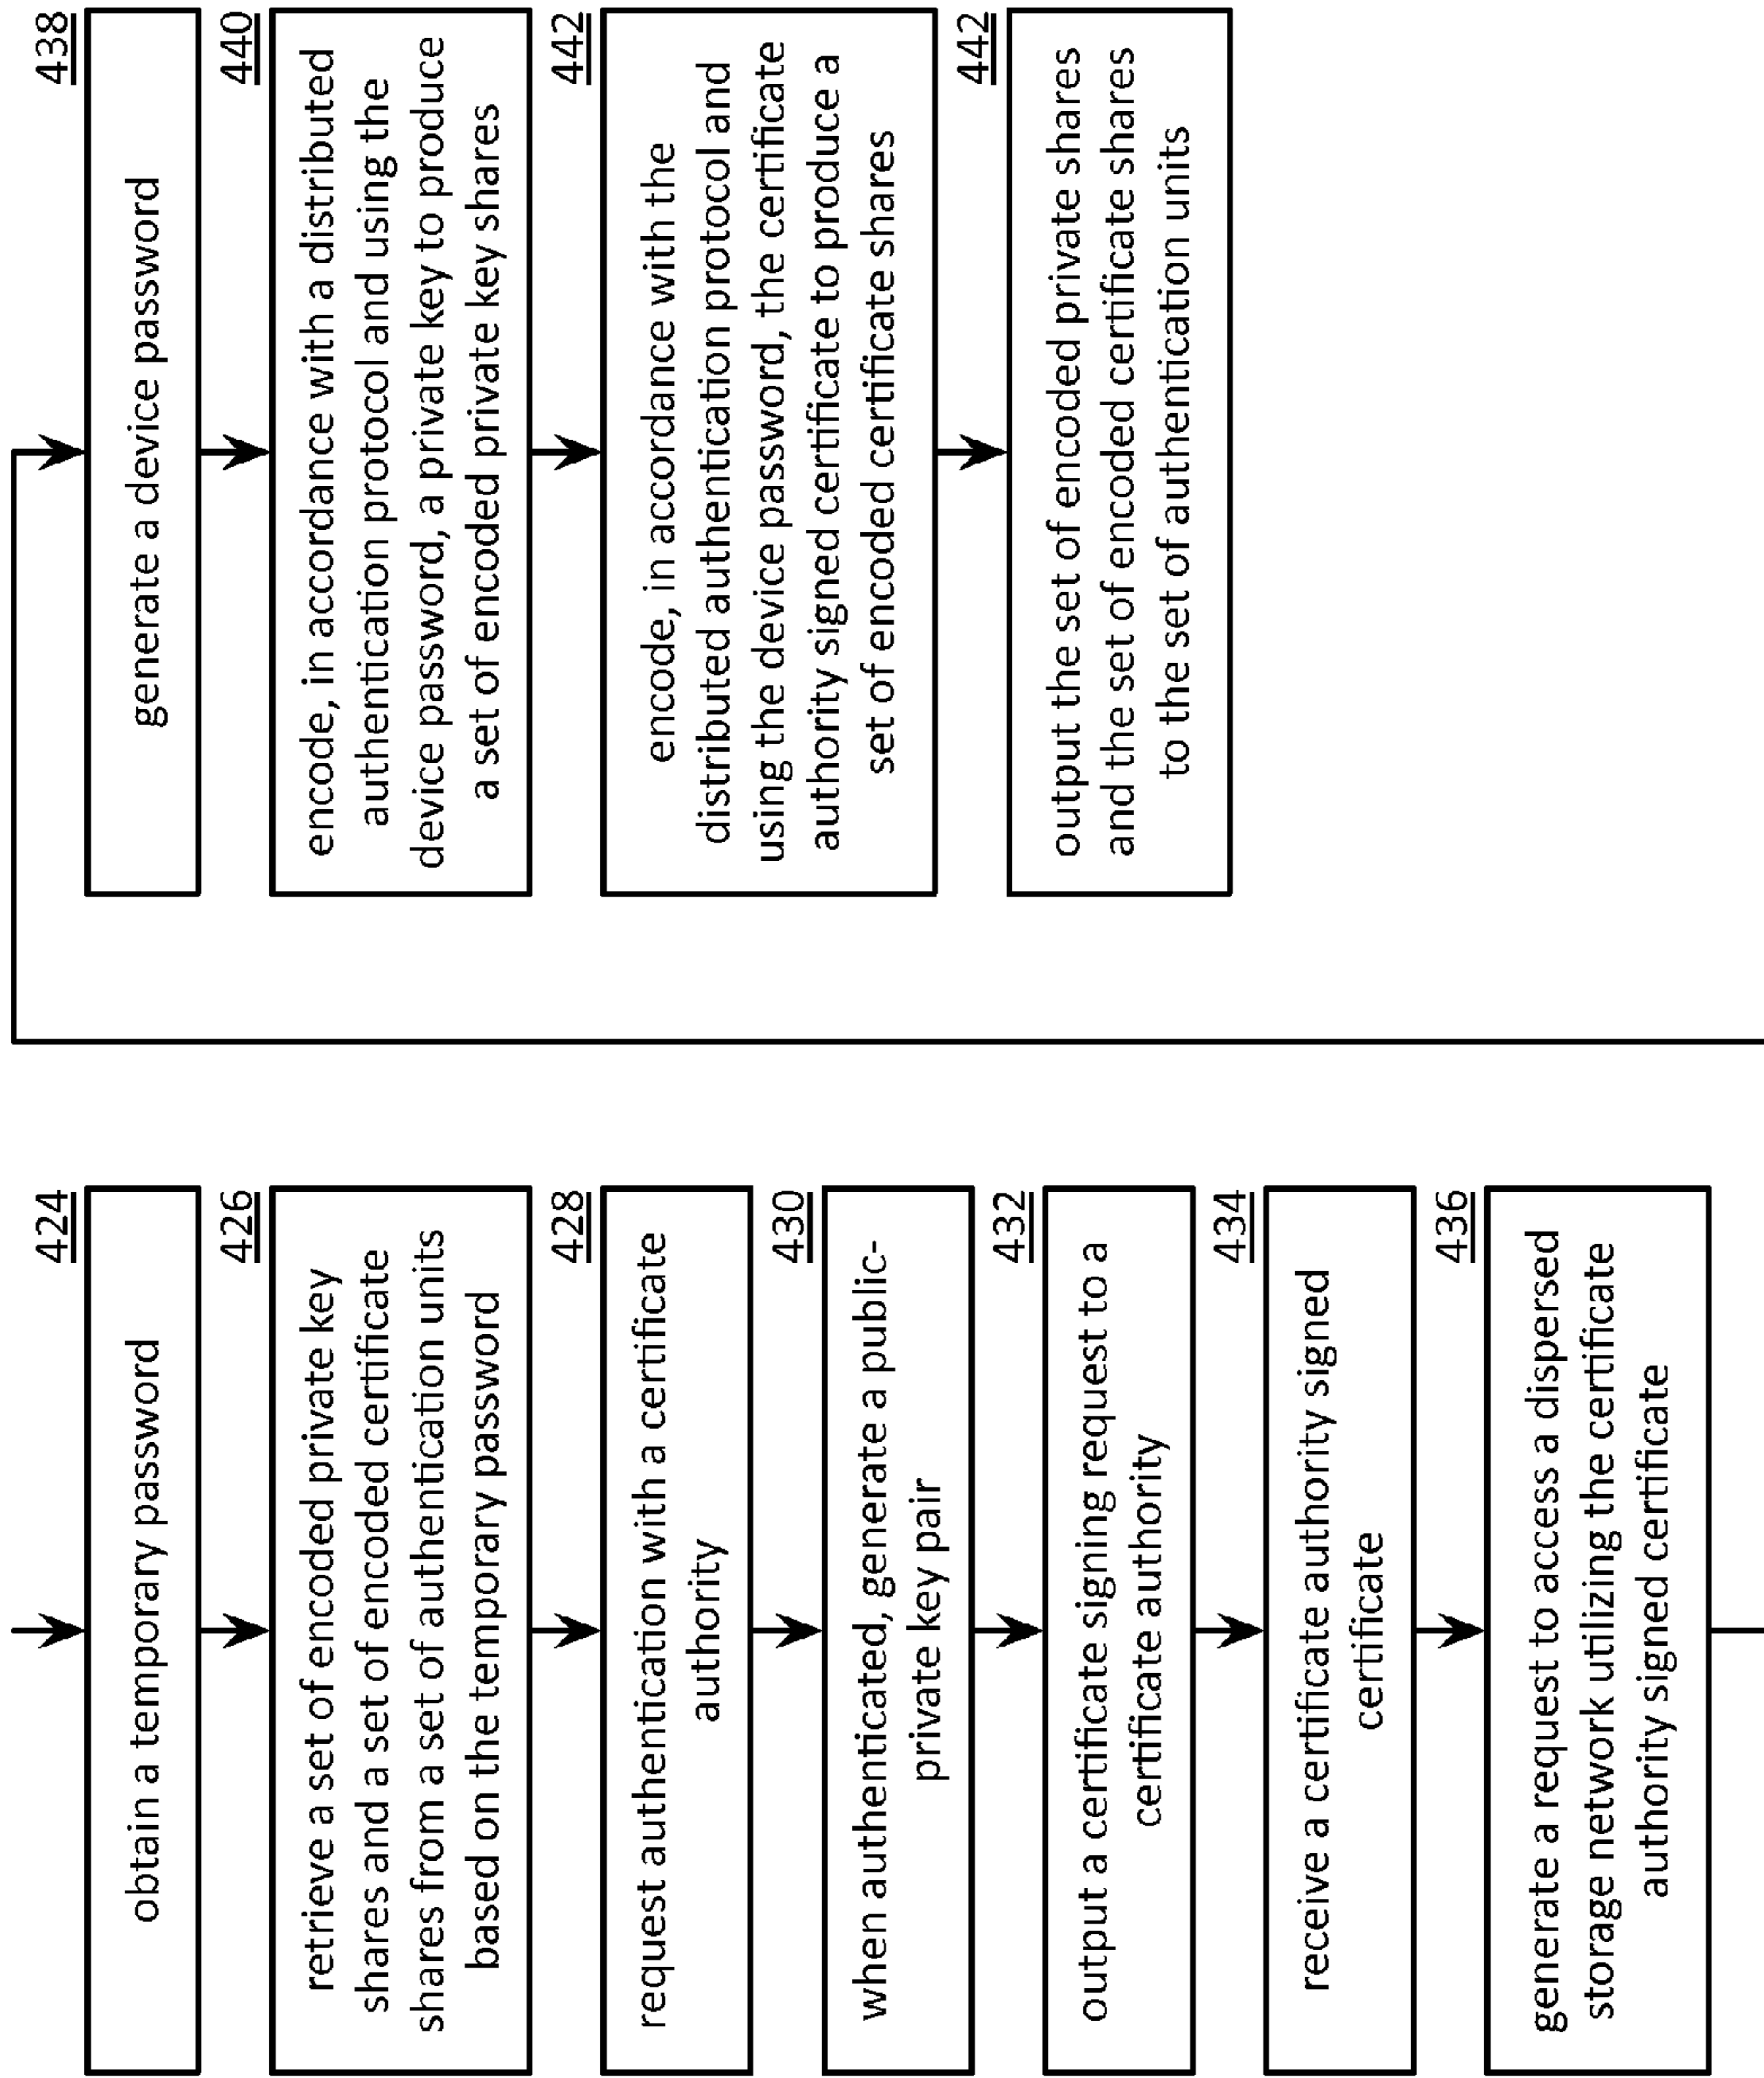 424
obtain a temporary password
426
retrieve a set of encoded private key
shares and a set of encoded certificate
shares from a set of authentication units
based on the temporary password
428
request authentication with a certificate
authority
430
when authenticated, generate a public-
private key pair
432
output a certificate signing request to a
certificate authority
434
receive a certificate authority signed
certificate
436
generate a request to access a dispersed
storage network utilizing the certificate
authority signed certificate
438
generate a device password
440
encode, in accordance with a distributed
authentication protocol and using the
device password, a private key to produce
a set of encoded private key shares
442
encode, in accordance with the
distributed authentication protocol and
using the device password, the certificate
authority signed certificate to produce a
set of encoded certificate shares
442
output the set of encoded private shares
and the set of encoded certificate shares
to the set of authentication units